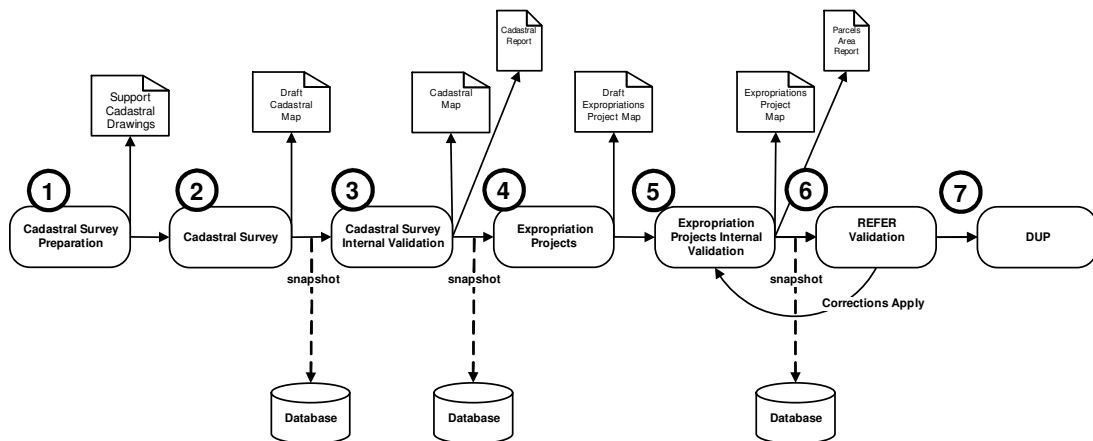 Cadastral
Report
Parcels
Area
Report
Support
Cadastral
Drawings
Draft
Cadastral
Map
Cadastral
Map
Draft
Expropriations
Project Map
Expropriations
Project
Map
1
2
3
4
5
6
7
Cadastral Survey
Preparation
Cadastral Survey
Cadastral Survey
Internal Validation
Expropriation
Projects
Expropriation
Projects Internal
Validation
REFER
Validation
DUP
snapshot
snapshot
snapshot
Corrections Apply
Database
Database
Database